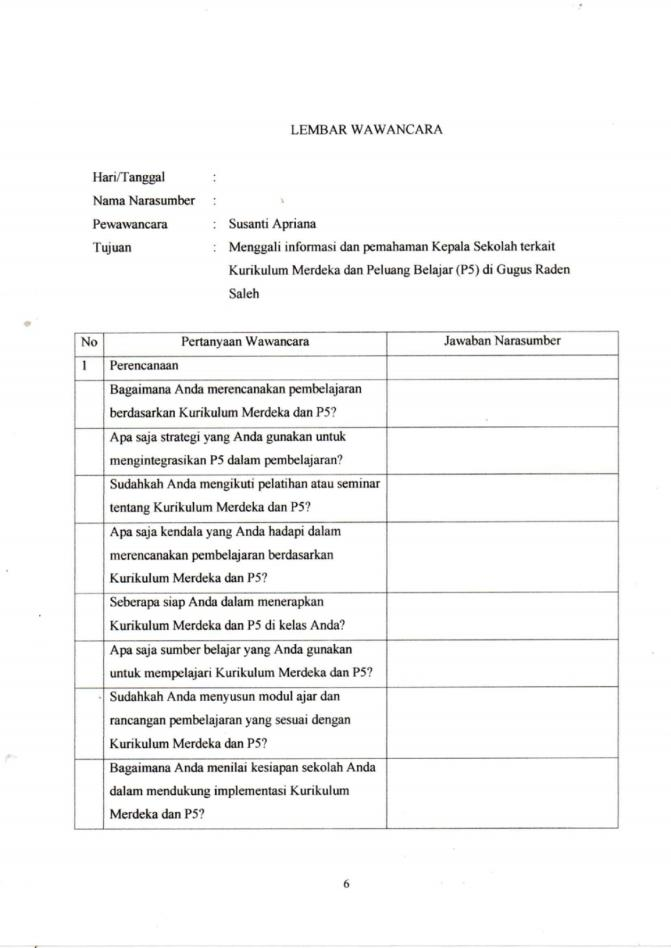 LEMBAR WAWANCARA
Hari/Tanggal :
Nama Narasumber :
Pewawancara : Susanti Apriana
Tujuan : Menggali informasi dan pemahaman Kepala Sekolah terkait
Kurikulum Merdeka dan Peluang Belajar (P5) di Gugus Raden
Saleh
No Pertanyaan Wawancara Jawaban Narasumber
1 Perencanaan
Bagaimana Anda merencanakan pembelajaran
berdasarkan Kurikulum Merdeka dan P5?
Apa saja strategi yang Anda gunakan untuk
mengintegrasikan P5 dalam pembelajaran?
Sudahkah Anda mengikuti pelatihan atau seminar
tentang Kurikulum Merdeka dan P5?
Apa saja kendala yang Anda hadapi dalam
merencanakan pembelajaran berdasarkan
Kurikulum Merdeka dan P5?
Seberapa siap Anda dalam menerapkan
Kurikulum Merdeka dan P5 di kelas Anda?
Apa saja sumber belajar yang Anda gunakan
untuk mempelajari Kurikulum Merdeka dan P5?
Sudahkah Anda menyusun modul ajar dan
rancangan pembelajaran yang sesuai dengan
Kurikulum Merdeka dan P5?
Bagaimana Anda menilai kesiapan sekolah Anda
dalam mendukung implementasi Kurikulum
Merdeka dan P5?
6